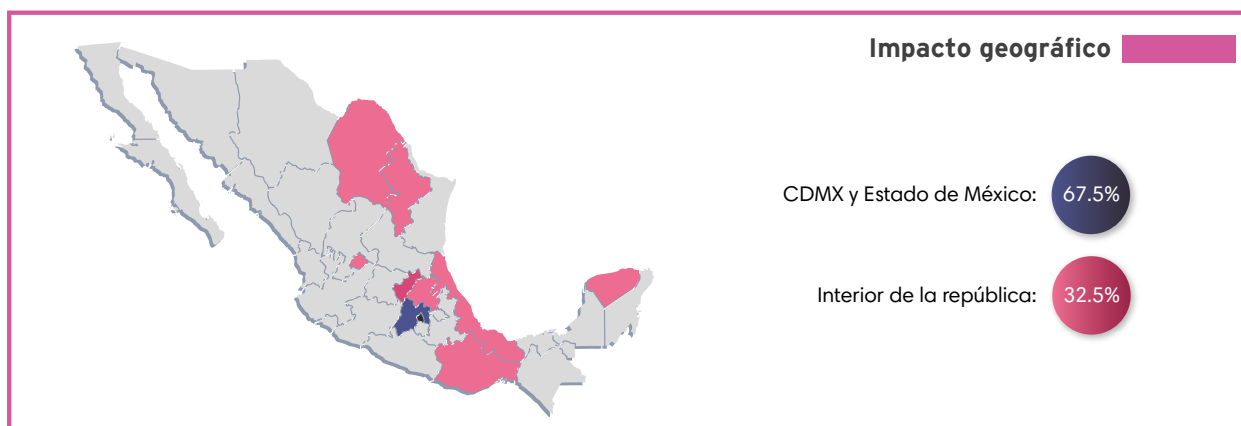 Impacto geográfico
CDMX y Estado de México: 67.5%
Interior de la república: 32.5%